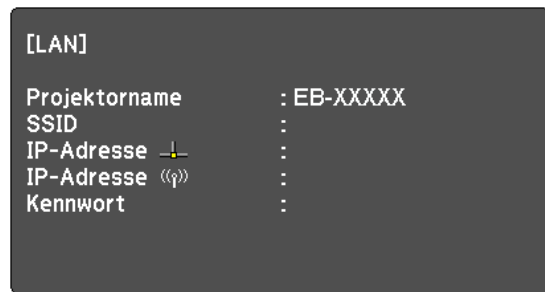 [LAN]
Projektorname : EB-XXXXX
SSID :
IP-Adresse :
IP-Adresse :
Kennwort :